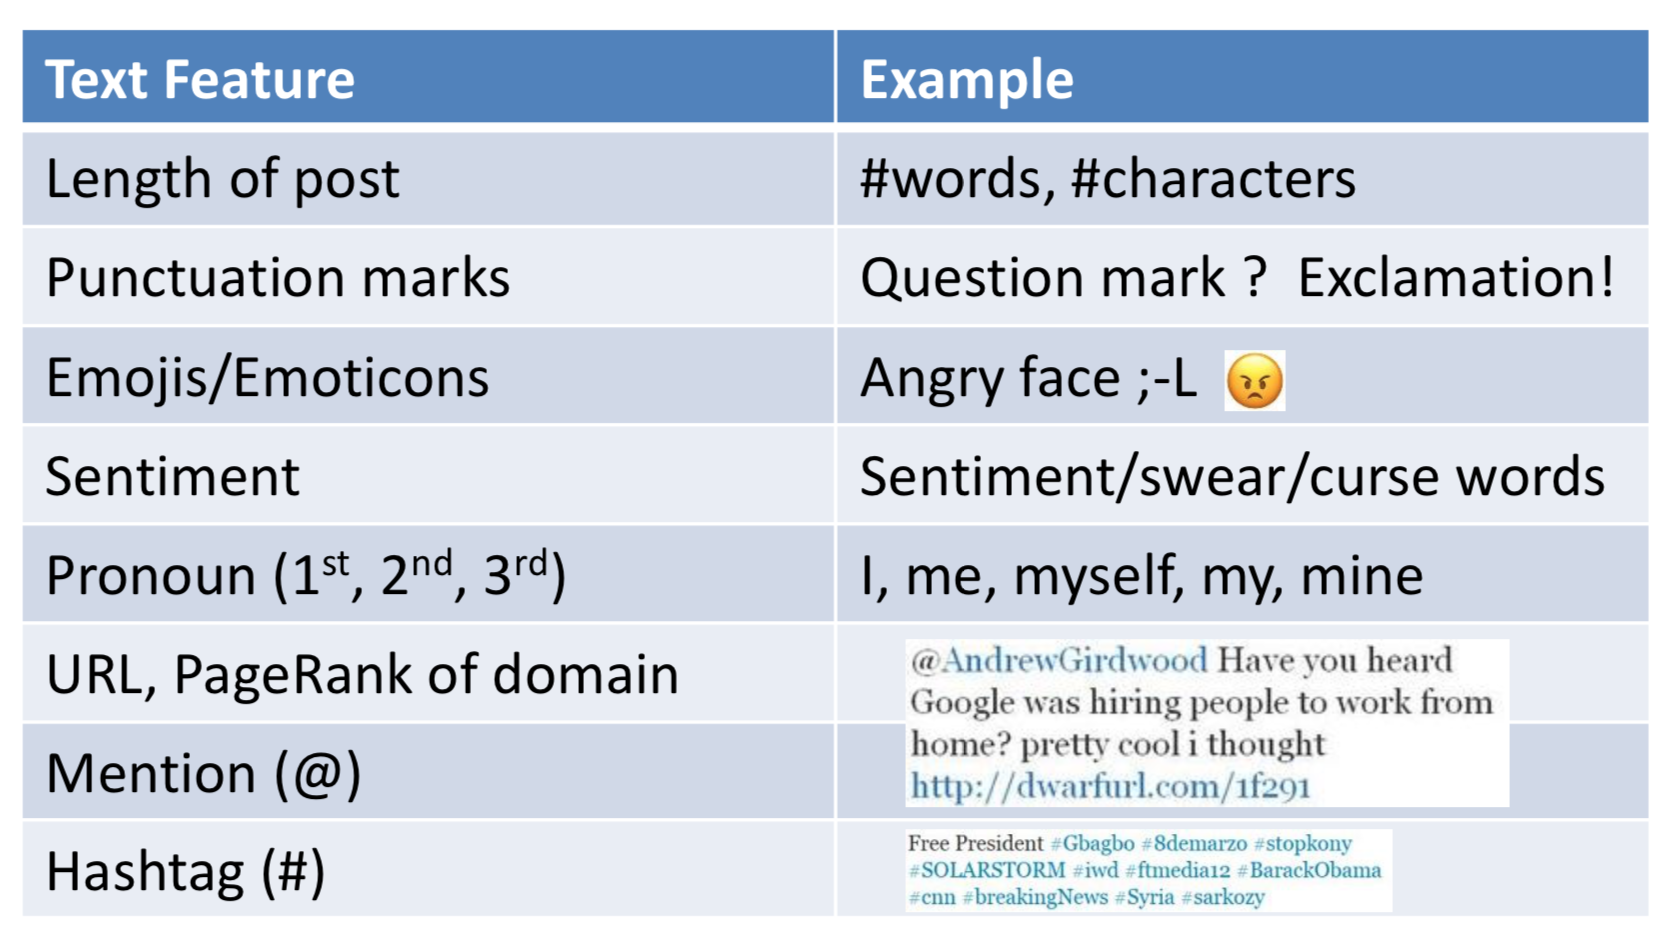 Text Feature Example
Length of post #words, #characters
Punctuation marks Question mark ? Exclamation!
Emojis/Emoticons Angry face ;-L 😠
Sentiment Sentiment/swear/curse words
Pronoun (1st, 2nd, 3rd) I, me, myself, my, mine
URL, PageRank of domain
Mention (@)
@AndrewGirdwood Have you heard
Google was hiring people to work from
home? pretty cool i thought
http://dwarfurl.com/1f291
Hashtag (#)
Free President #Gbagbo #8demarzo #stopkony
#SOLARSTORM #iwd #ftmedia12 #BarackObama
#cnn #breakingNews #Syria #sarkozy